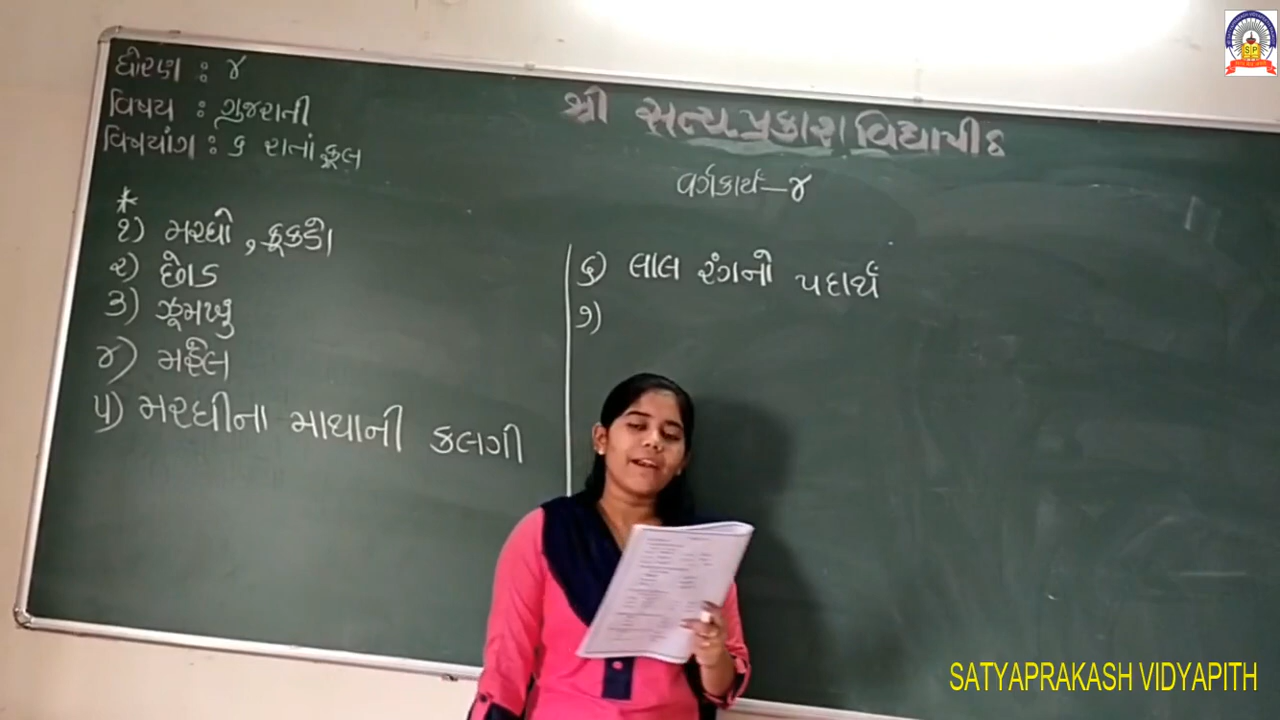 ધોરણ : ૪
વિષય : ગુજરાતી
વિષયાંગ : ૬ રાતાં ફૂલ
શ્રી સત્યપ્રકાશ વિદ્યાપીઠ
વર્ગકાર્ય - ૪
*
૧) મરઘો, કૂકડો
૨) છોડ
૩) ઝૂમખું
૪) મહેલ
૫) મરઘીના માથાની કલગી
૬) લાલ રંગનો પદાર્થ
૭)
SP
SATYAPRAKASH VIDYAPITH